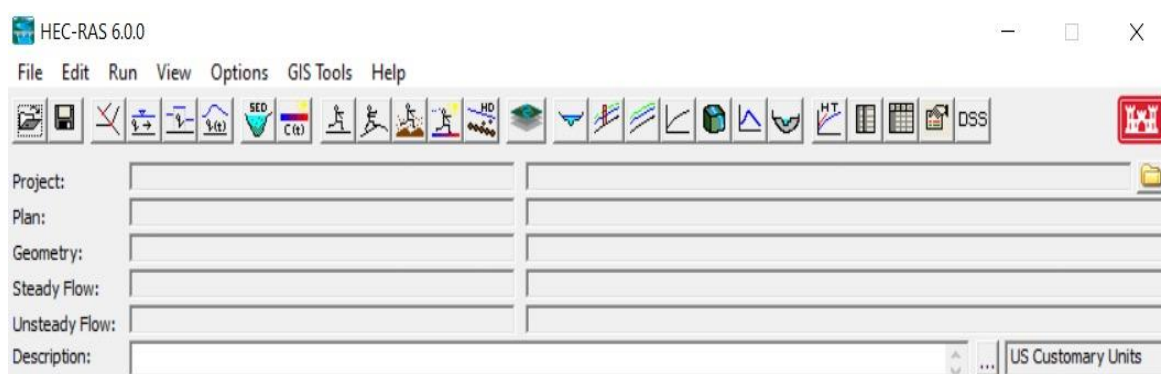 HEC-RAS 6.0.0
File Edit Run View Options GIS Tools Help
SED C(t) HD HT DSS
Project:
Plan:
Geometry:
Steady Flow:
Unsteady Flow:
Description: ... US Customary Units